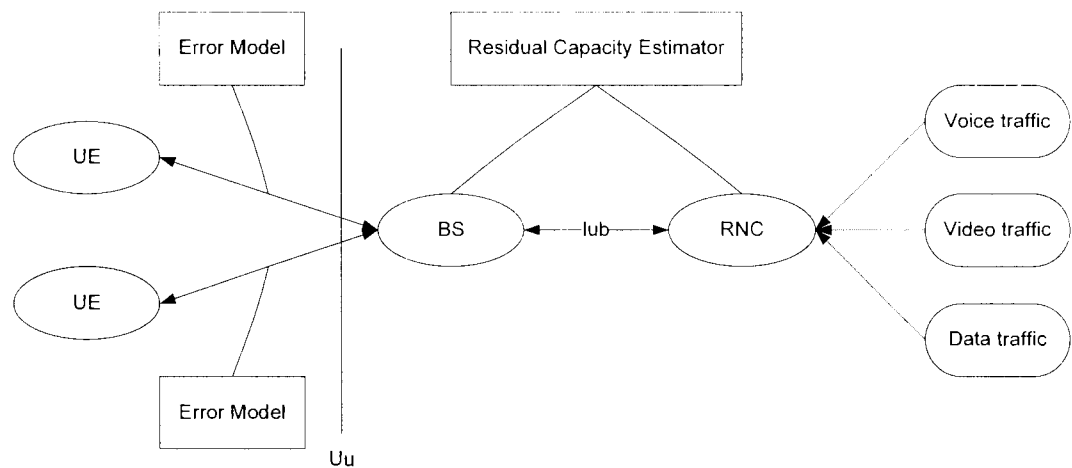 Error Model
Residual Capacity Estimator
Voice traffic
UE
BS
Iub
RNC
Video traffic
UE
Data traffic
Error Model
Uu